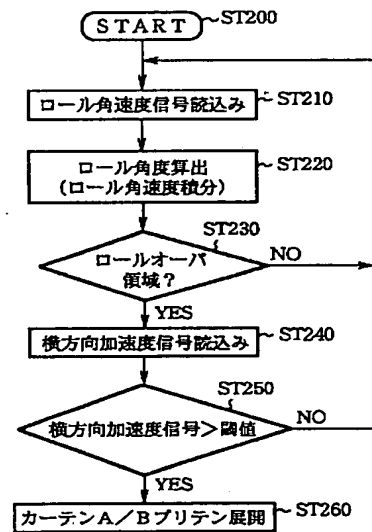 START
ST200
ロール角速度信号読込み
ST210
ロール角度算出
(ロール角速度積分)
ST220
ST230
ロールオーバ
領域?
NO
YES
横方向加速度信号読込み
ST240
ST250
横方向加速度信号>閾値
NO
YES
カーテンA/Bプリテン展開
ST260